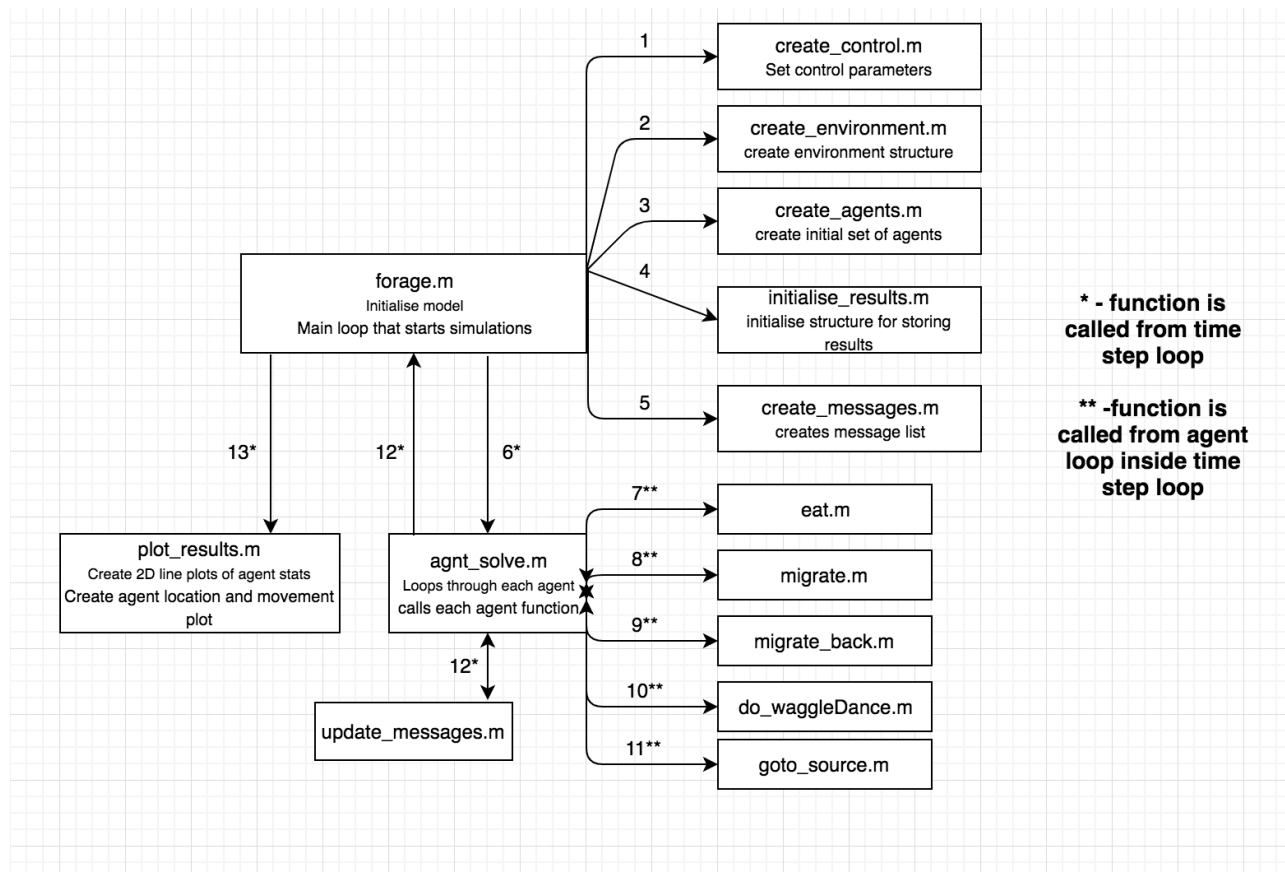 1
create_control.m
Set control parameters
2
create_environment.m
create environment structure
3
create_agents.m
create initial set of agents
4
initialise_results.m
initialise structure for storing
results
5
create_messages.m
creates message list
forage.m
Initialise model
Main loop that starts simulations
* - function is
called from time
step loop
** -function is
called from agent
loop inside time
step loop
13*
12*
6*
plot_results.m
Create 2D line plots of agent stats
Create agent location and movement
plot
agnt_solve.m
Loops through each agent
calls each agent function
12*
update_messages.m
7**
eat.m
8**
migrate.m
9**
migrate_back.m
10**
do_waggleDance.m
11**
goto_source.m